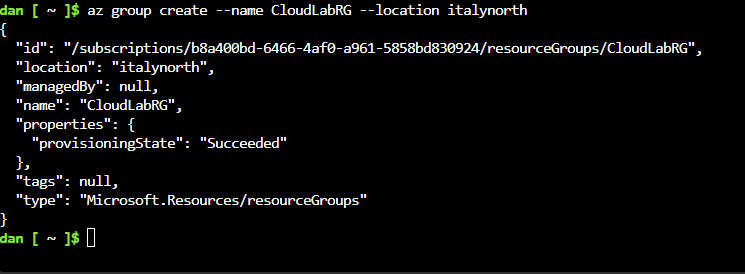 dan [ ~ ]$ az group create --name CloudLabRG --location italynorth
{
  "id": "/subscriptions/b8a400bd-6466-4af0-a961-5858bd830924/resourceGroups/CloudLabRG",
  "location": "italynorth",
  "managedBy": null,
  "name": "CloudLabRG",
  "properties": {
    "provisioningState": "Succeeded"
  },
  "tags": null,
  "type": "Microsoft.Resources/resourceGroups"
}
dan [ ~ ]$